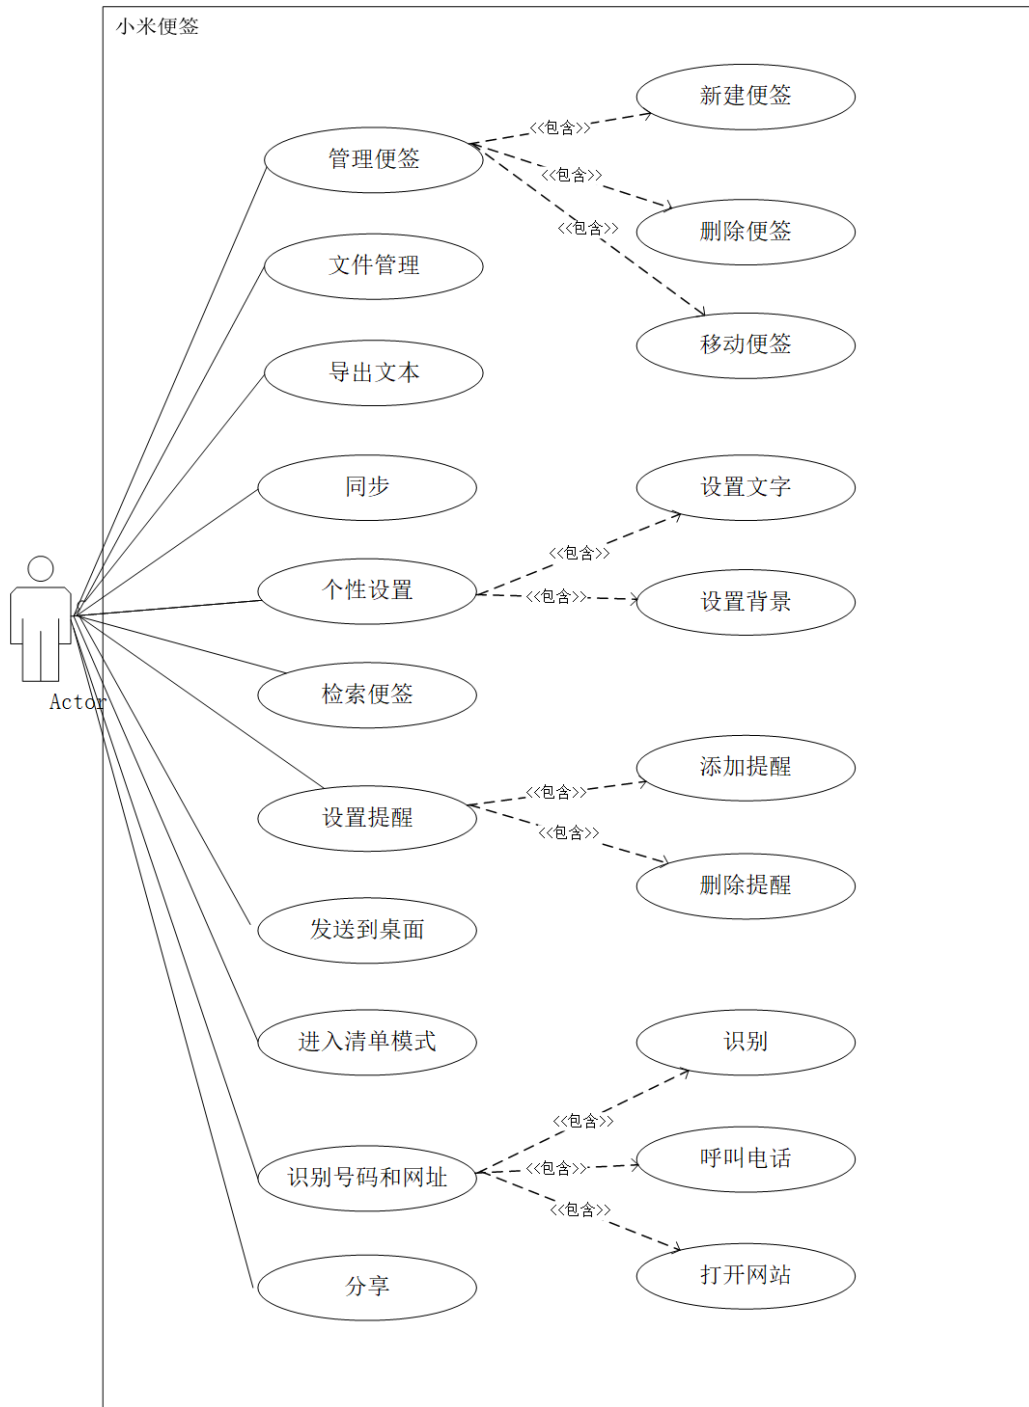 小米便签
新建便签
<<包含>>
管理便签
<<包含>>
删除便签
<<包含>>
文件管理
移动便签
导出文本
同步
设置文字
<<包含>>
个性设置
<<包含>>
设置背景
检索便签
Actor
添加提醒
<<包含>>
设置提醒
<<包含>>
删除提醒
发送到桌面
进入清单模式
识别
<<包含>>
呼叫电话
<<包含>>
识别号码和网址
<<包含>>
打开网站
分享